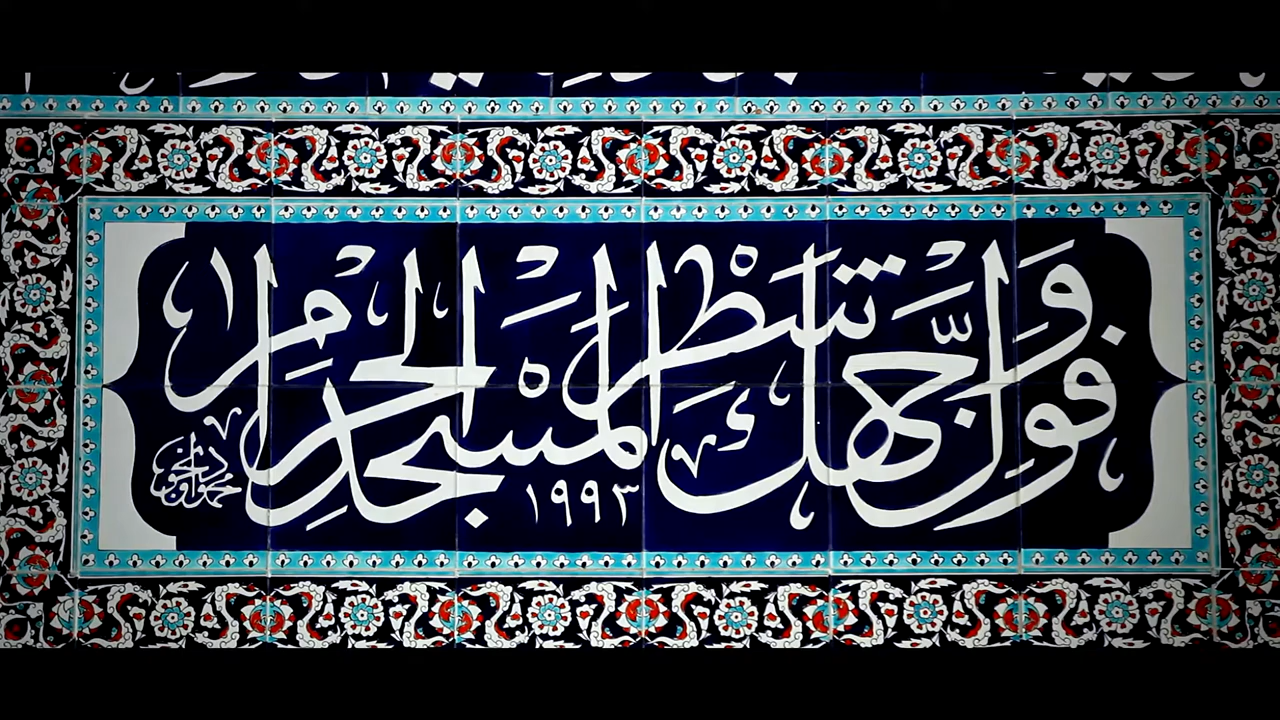 فول وجهك شطر المسجد الحرام
١٩٩٣